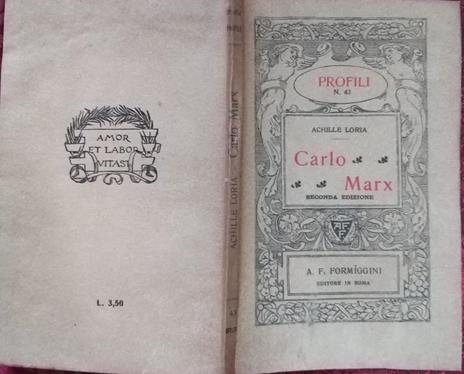 AMOR
ET LABOR
VITAST
L. 3,50
ACHILLE LORIA Carlo Marx
PROFILI
N. 43
ACHILLE LORIA
Carlo
Marx
SECONDA EDIZIONE
A F F
A. F. FORMÍGGINI
EDITORE IN ROMA